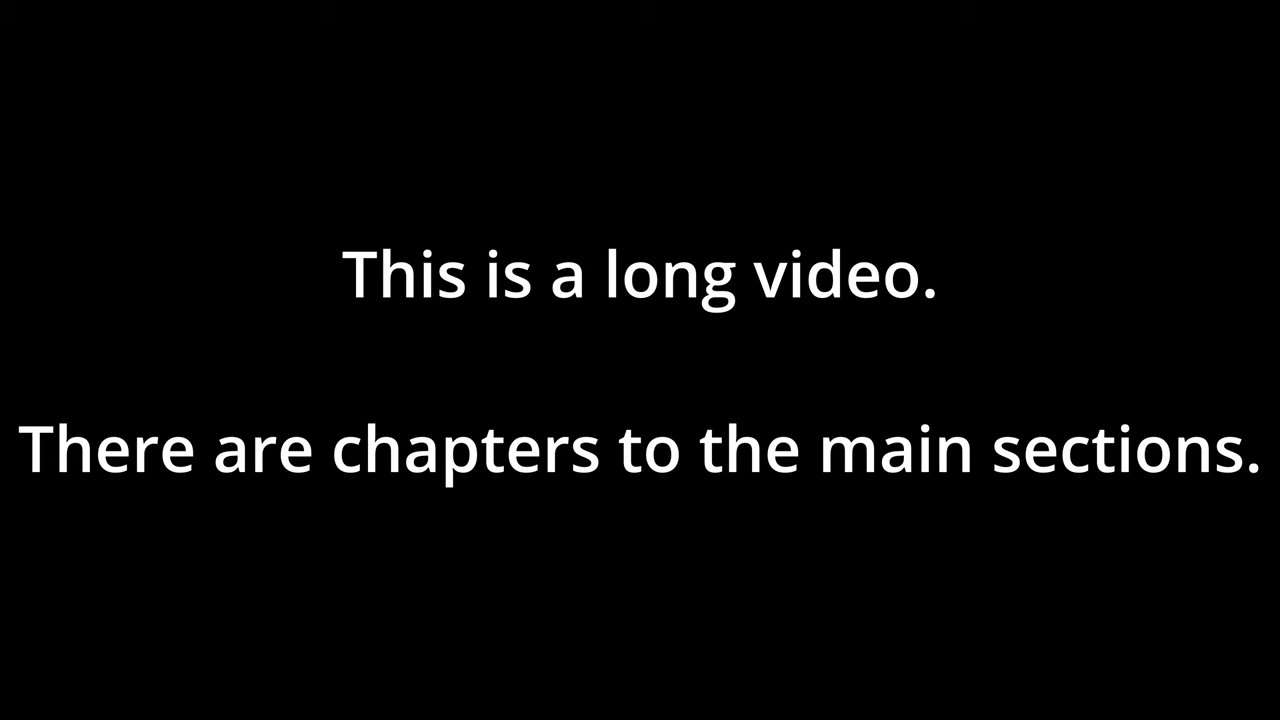 This is a long video.
There are chapters to the main sections.